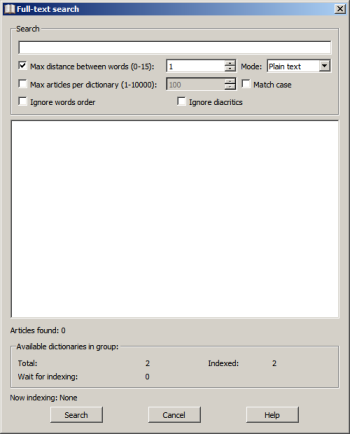 Full-text search
Search
Max distance between words (0-15): 1 Mode: Plain text
Max articles per dictionary (1-10000): 100 Match case
Ignore words order Ignore diacritics
Articles found: 0
Available dictionaries in group:
Total: 2 Indexed: 2
Wait for indexing: 0
Now indexing: None
Search Cancel Help